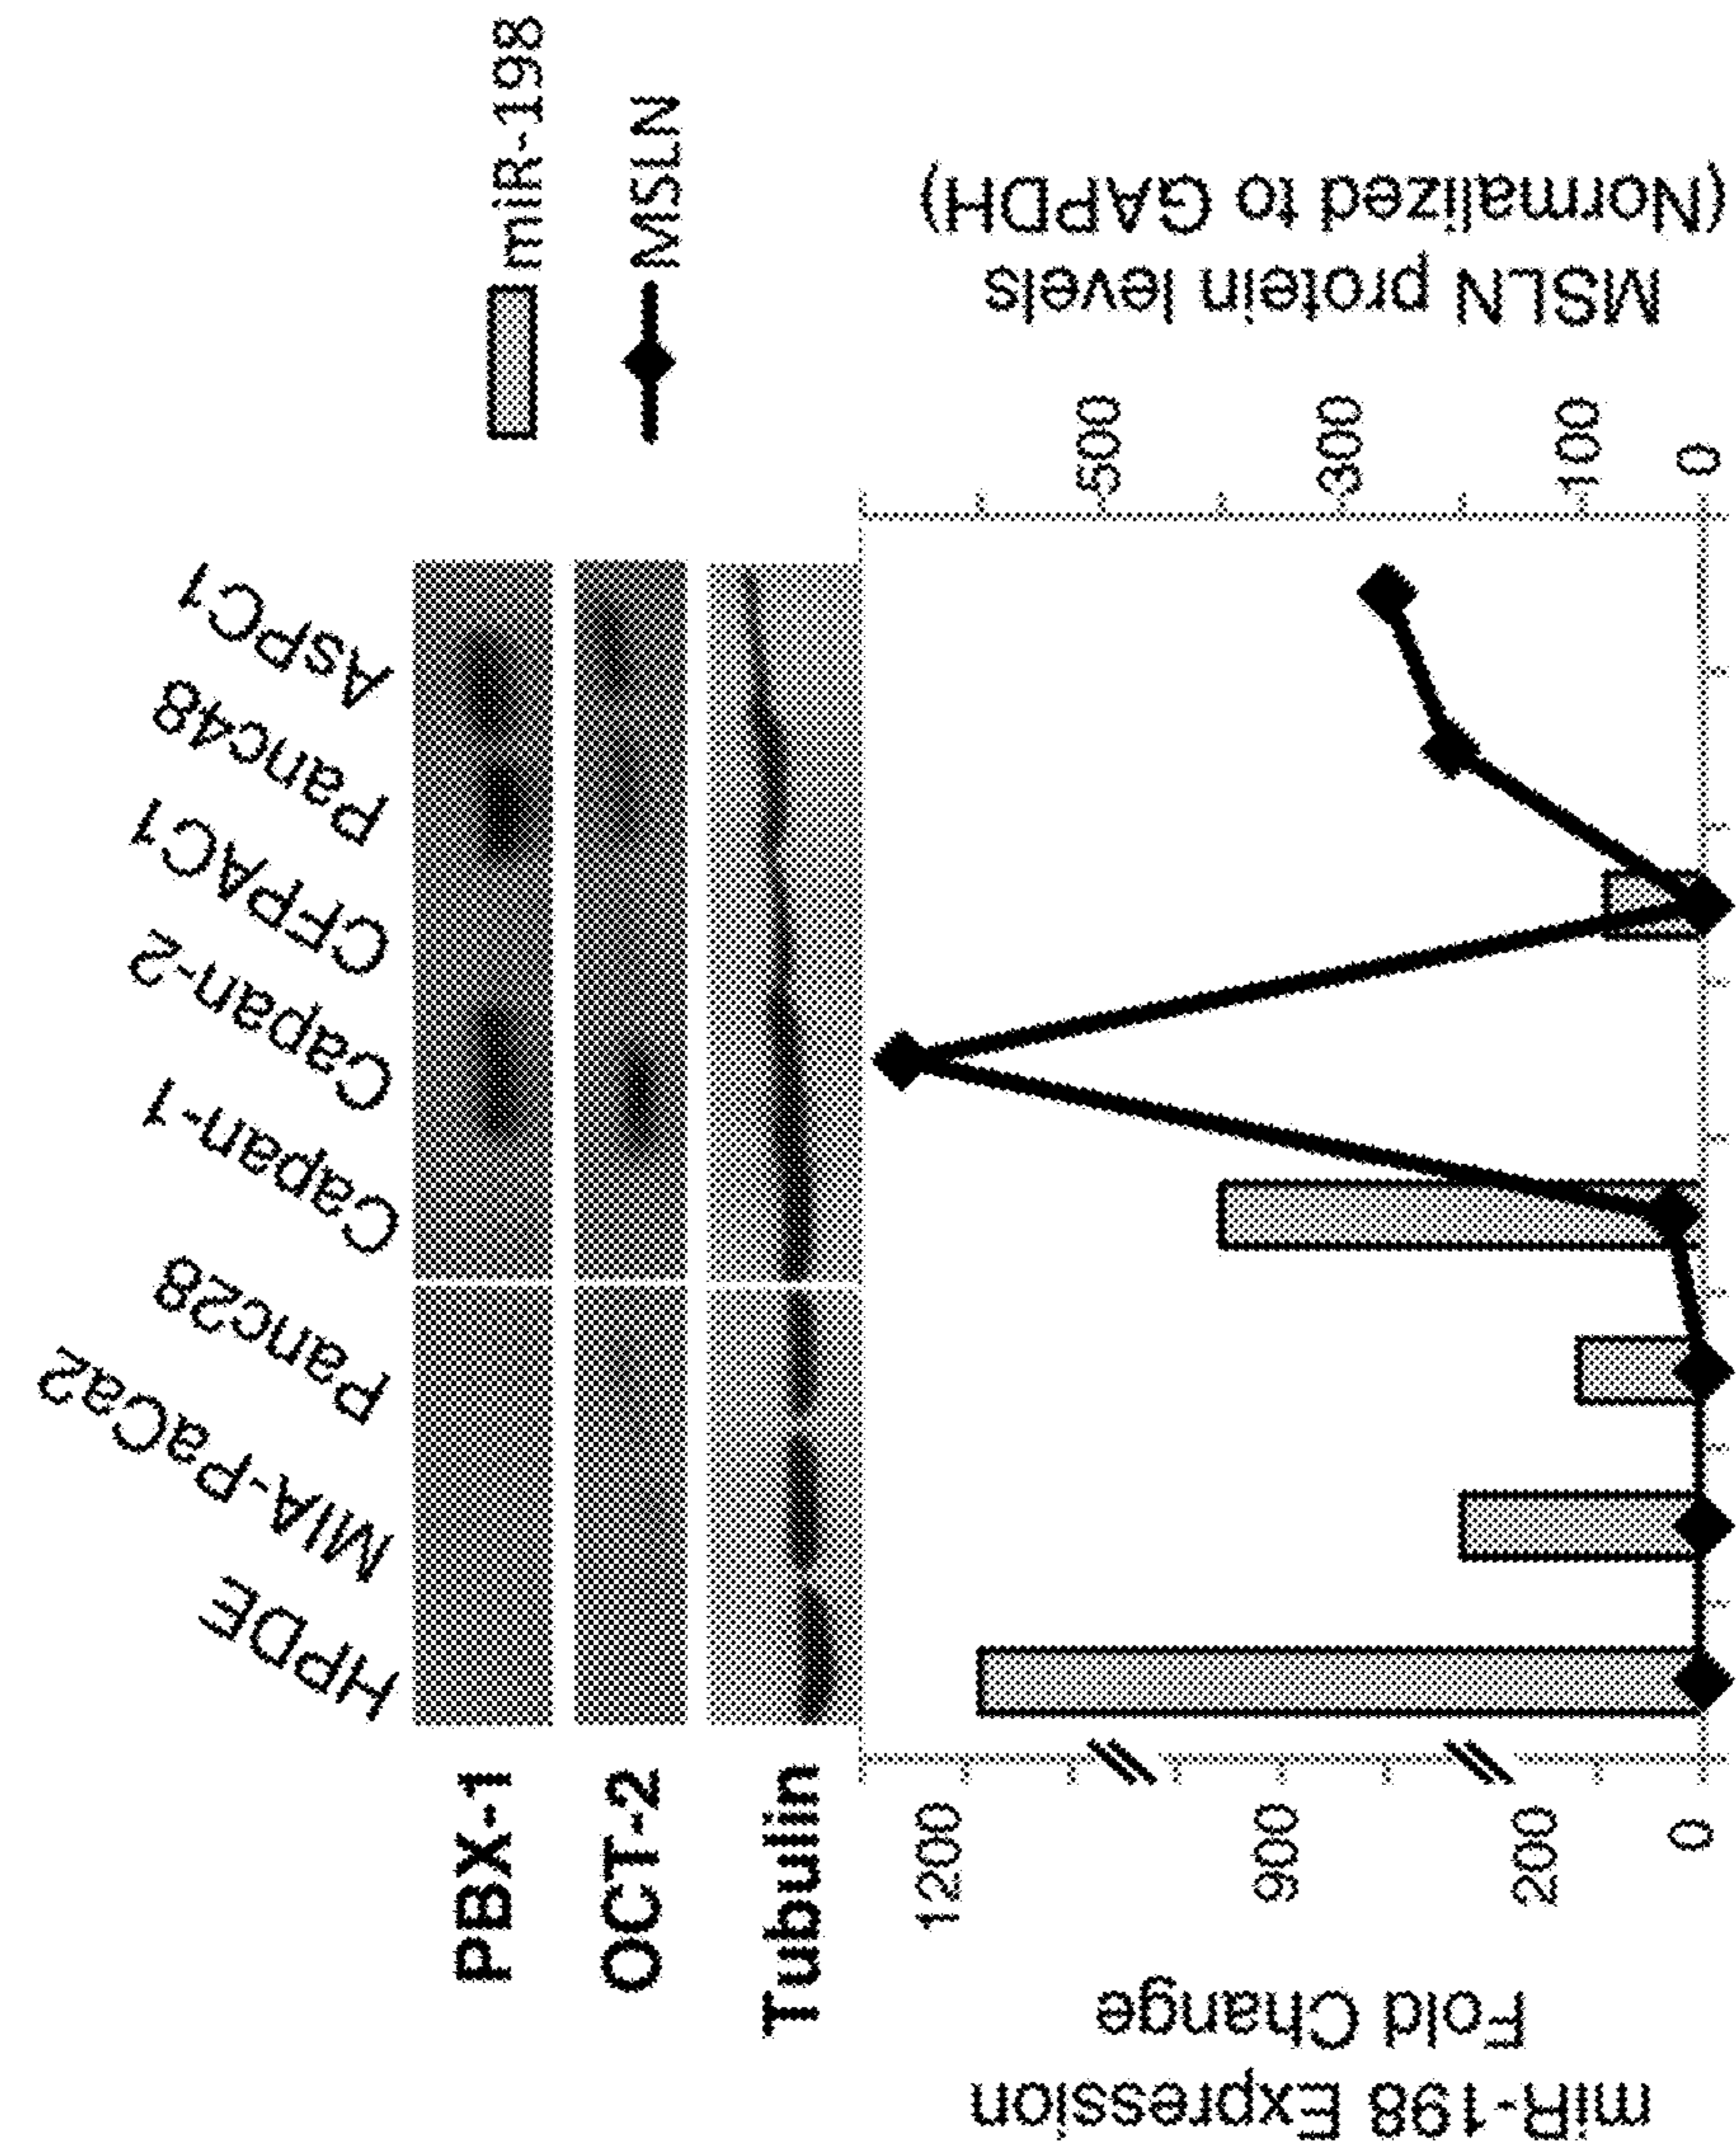 HPDE
MIA-PaCa2
Panc28
Capan-1
Capan-2
CFPAC1
Panc48
AsPC1
PBX-1
OCT-2
Tubulin
miR-198
MSLN
miR-198 Expression
Fold Change
1200
900
200
0
500
300
100
0
MSLN protein levels
(Normalized to GAPDH)